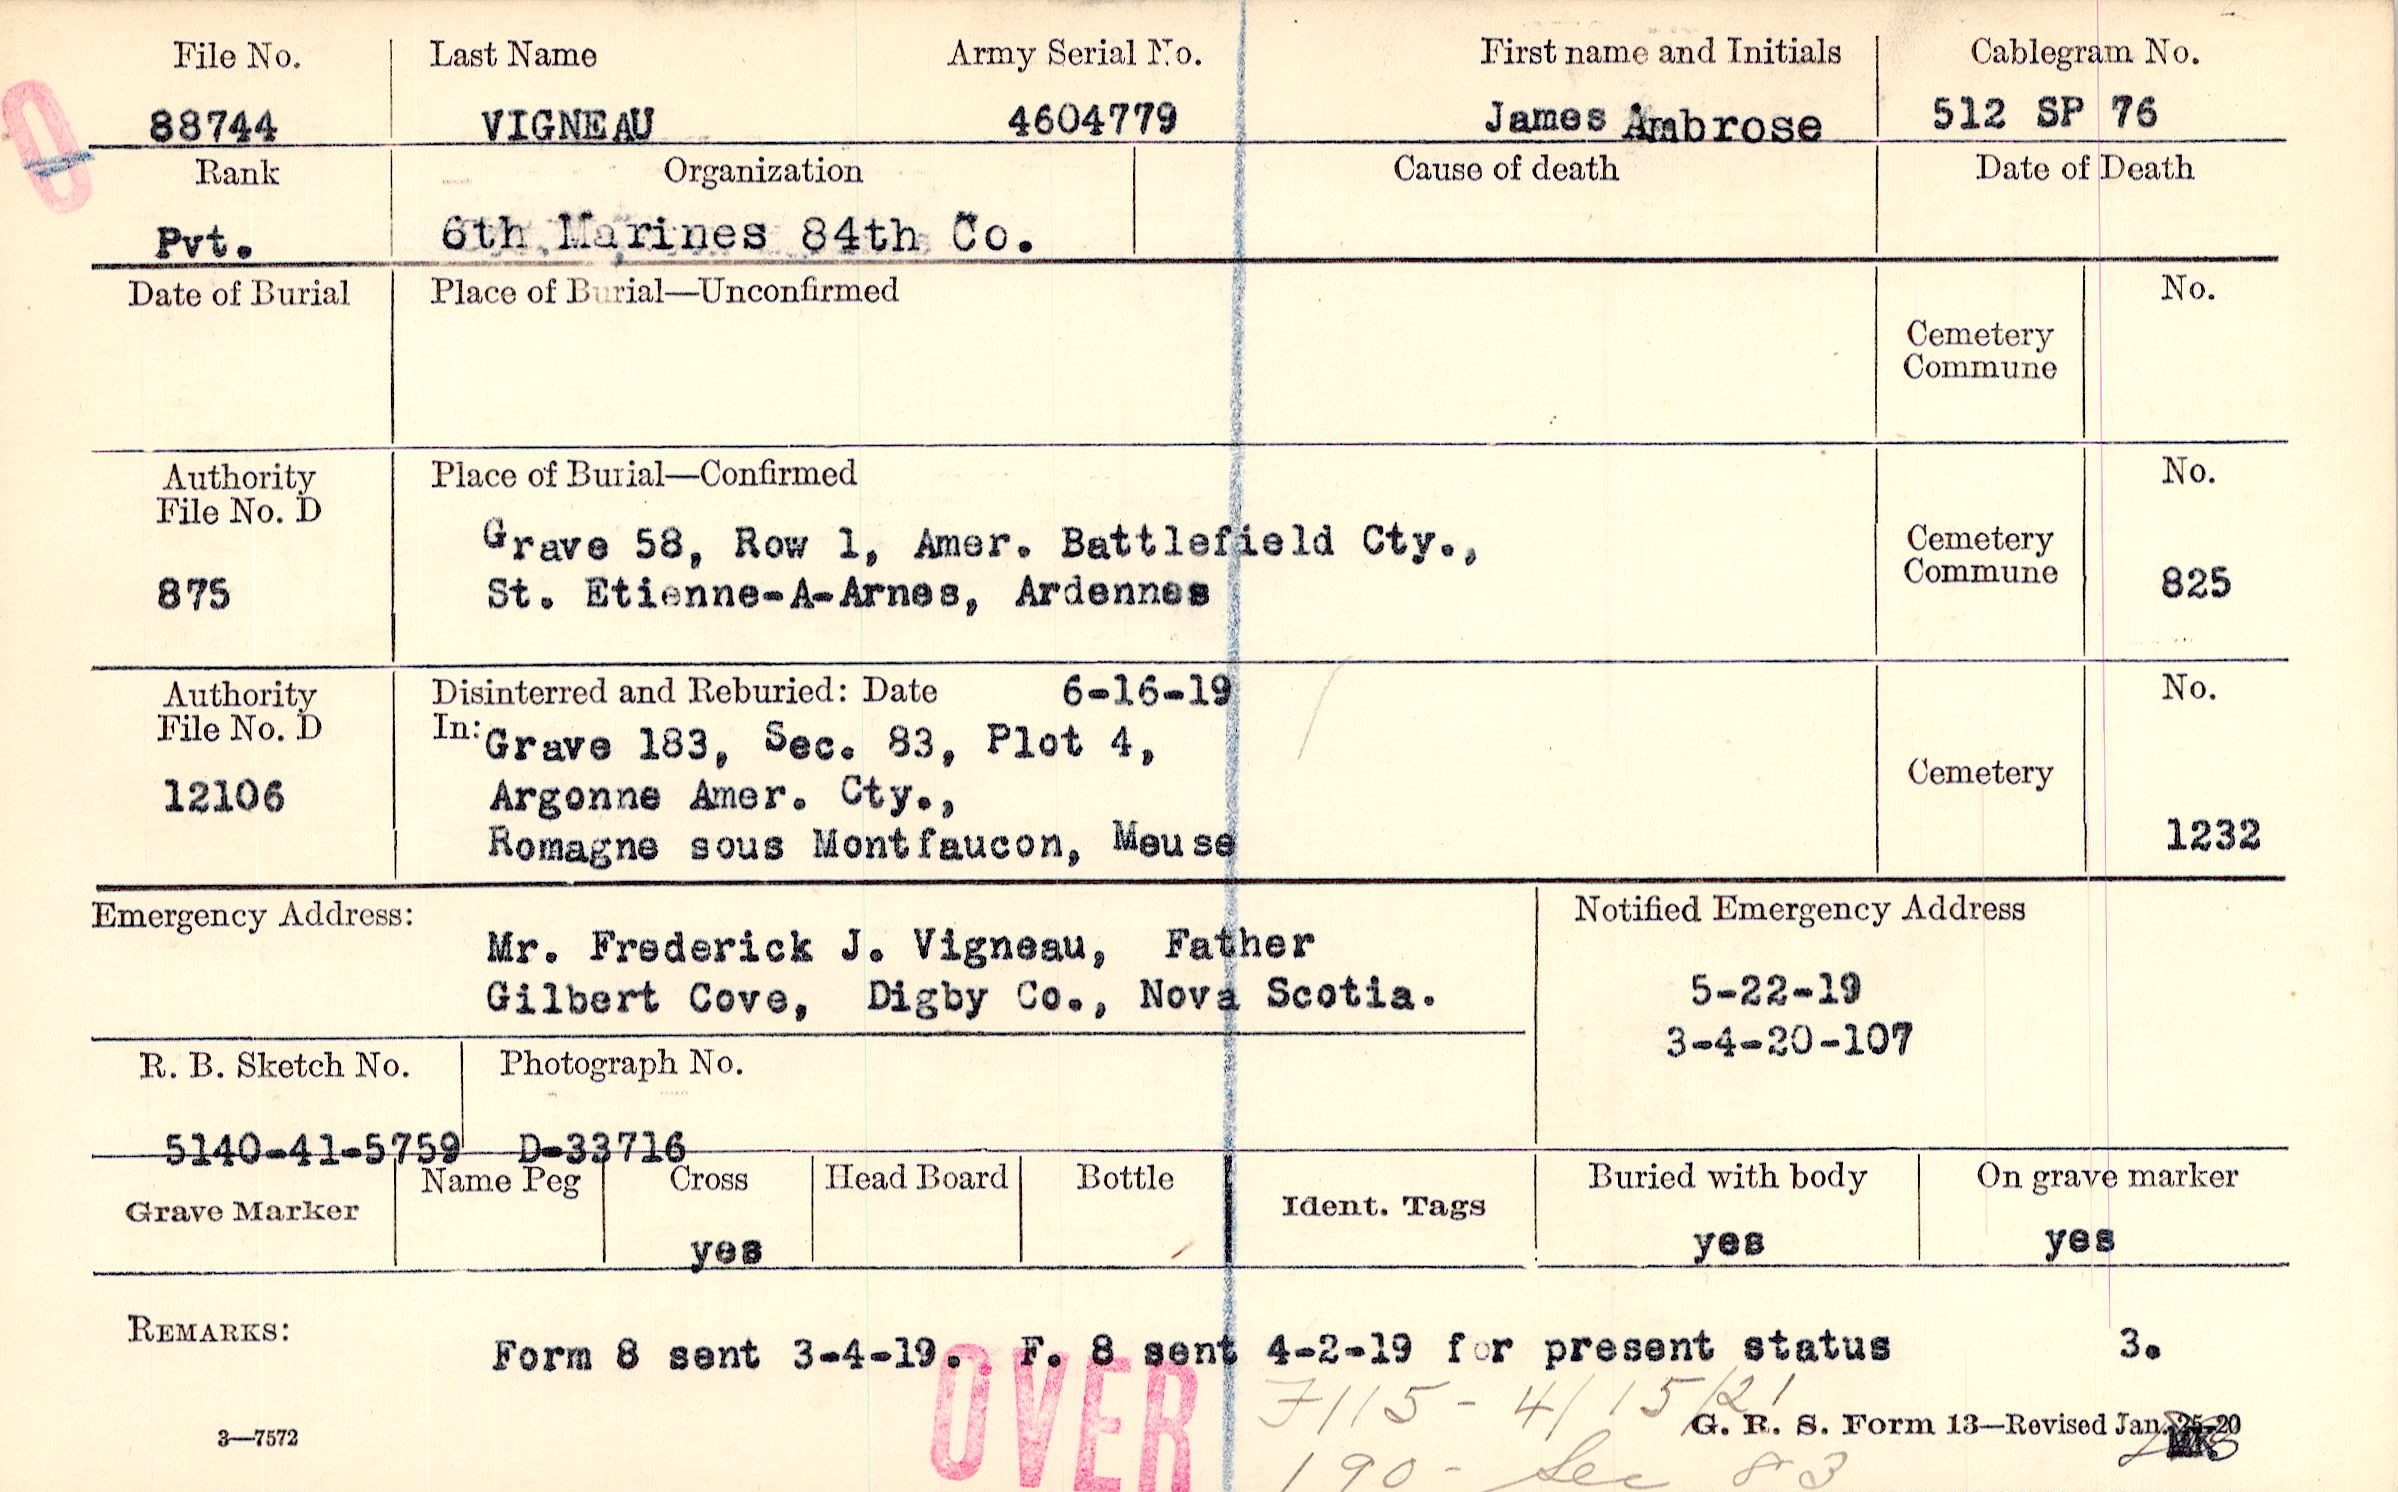 File No. Last Name Army Serial No. First name and Initials Cablegram No.
88744 VIGNEAU 4604779 James Ambrose 512 SP 76
O
Rank Organization Cause of death Date of Death
Pvt. 6th Marines 84th Co.
Date of Burial Place of Burial—Unconfirmed No.
Cemetery
Commune
Authority Place of Burial—Confirmed No.
File No. D
Grave 58, Row 1, Amer. Battlefield Cty., Cemetery
875 St. Etienne-A-Arnes, Ardennes Commune 825
Authority Disinterred and Reburied: Date 6-16-19 No.
File No. D In: Grave 183, Sec. 83, Plot 4,
12106 Argonne Amer. Cty., Cemetery
Romagne sous Montfaucon, Meuse 1232
Emergency Address: Notified Emergency Address
Mr. Frederick J. Vigneau, Father
Gilbert Cove, Digby Co., Nova Scotia. 5-22-19
3-4-20-107
R. B. Sketch No. Photograph No.
5140-41-5759 D-33716
Name Peg Cross Head Board Bottle Buried with body On grave marker
Grave Marker Ident. Tags
yes yes yes
REMARKS: Form 8 sent 3-4-19. F. 8 sent 4-2-19 for present status 3.
OVER
F115 - 4/15/21
3—7572 G. R. S. Form 13—Revised Jan. 25-20
190 - Sec 83